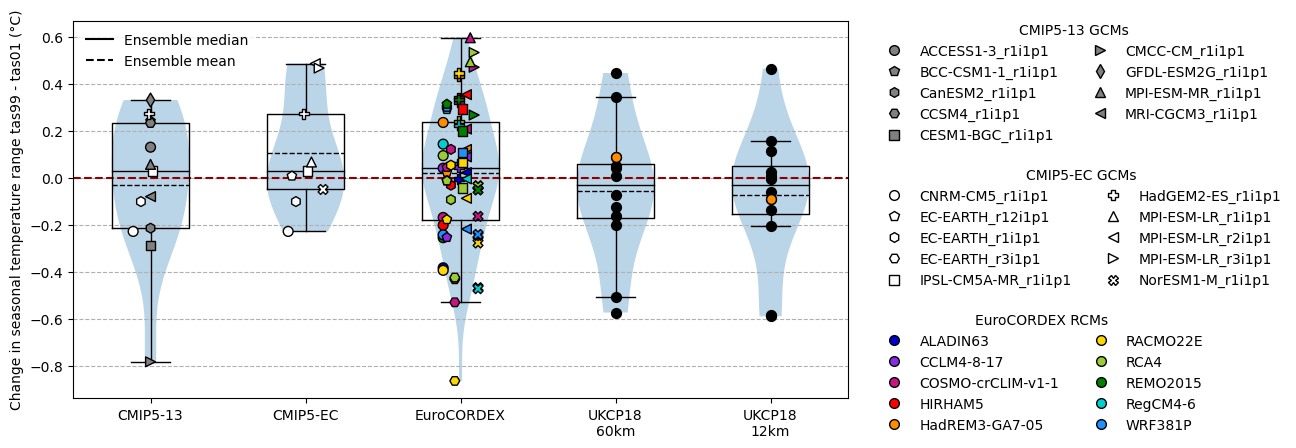 Change in seasonal temperature range tas99 - tas01 (°C)
0.6
0.4
0.2
0.0
−0.2
−0.4
−0.6
−0.8
Ensemble median
Ensemble mean
CMIP5-13
CMIP5-EC
EuroCORDEX
UKCP18
60km
UKCP18
12km
CMIP5-13 GCMs
ACCESS1-3_r1i1p1
BCC-CSM1-1_r1i1p1
CanESM2_r1i1p1
CCSM4_r1i1p1
CESM1-BGC_r1i1p1
CMCC-CM_r1i1p1
GFDL-ESM2G_r1i1p1
MPI-ESM-MR_r1i1p1
MRI-CGCM3_r1i1p1
CMIP5-EC GCMs
CNRM-CM5_r1i1p1
EC-EARTH_r12i1p1
EC-EARTH_r1i1p1
EC-EARTH_r3i1p1
IPSL-CM5A-MR_r1i1p1
HadGEM2-ES_r1i1p1
MPI-ESM-LR_r1i1p1
MPI-ESM-LR_r2i1p1
MPI-ESM-LR_r3i1p1
NorESM1-M_r1i1p1
EuroCORDEX RCMs
ALADIN63
CCLM4-8-17
COSMO-crCLIM-v1-1
HIRHAM5
HadREM3-GA7-05
RACMO22E
RCA4
REMO2015
RegCM4-6
WRF381P